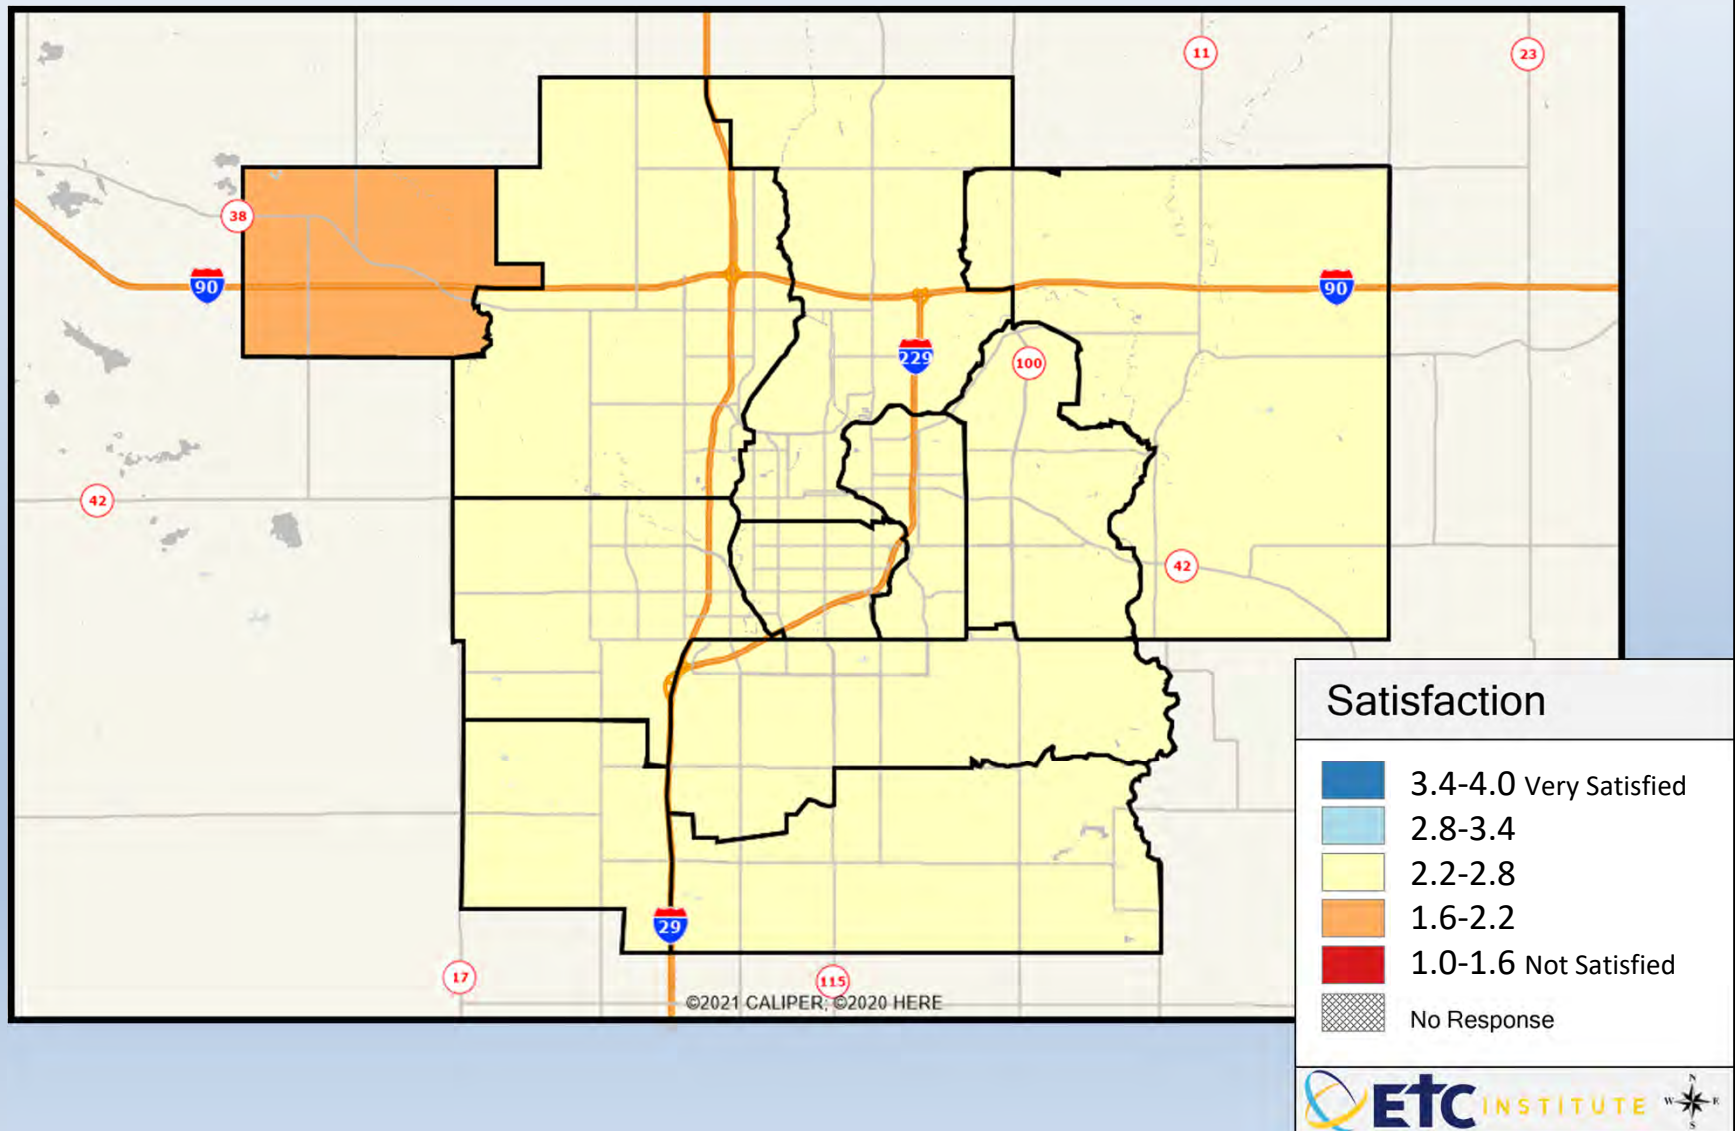 11
23
38
90
90
229
100
42
42
29
17
115
©2021 CALIPER; ©2020 HERE
Satisfaction
3.4-4.0 Very Satisfied
2.8-3.4
2.2-2.8
1.6-2.2
1.0-1.6 Not Satisfied
No Response
ETC INSTITUTE
N
W E
S